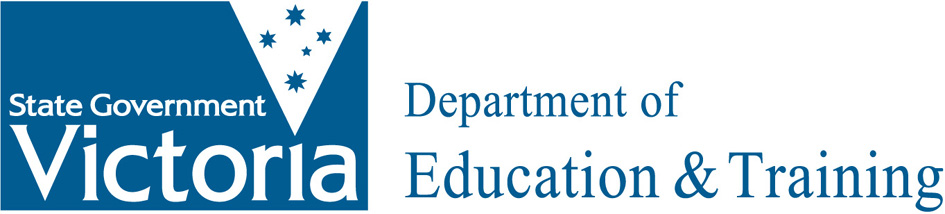 State Government
Victoria
Department of
Education & Training